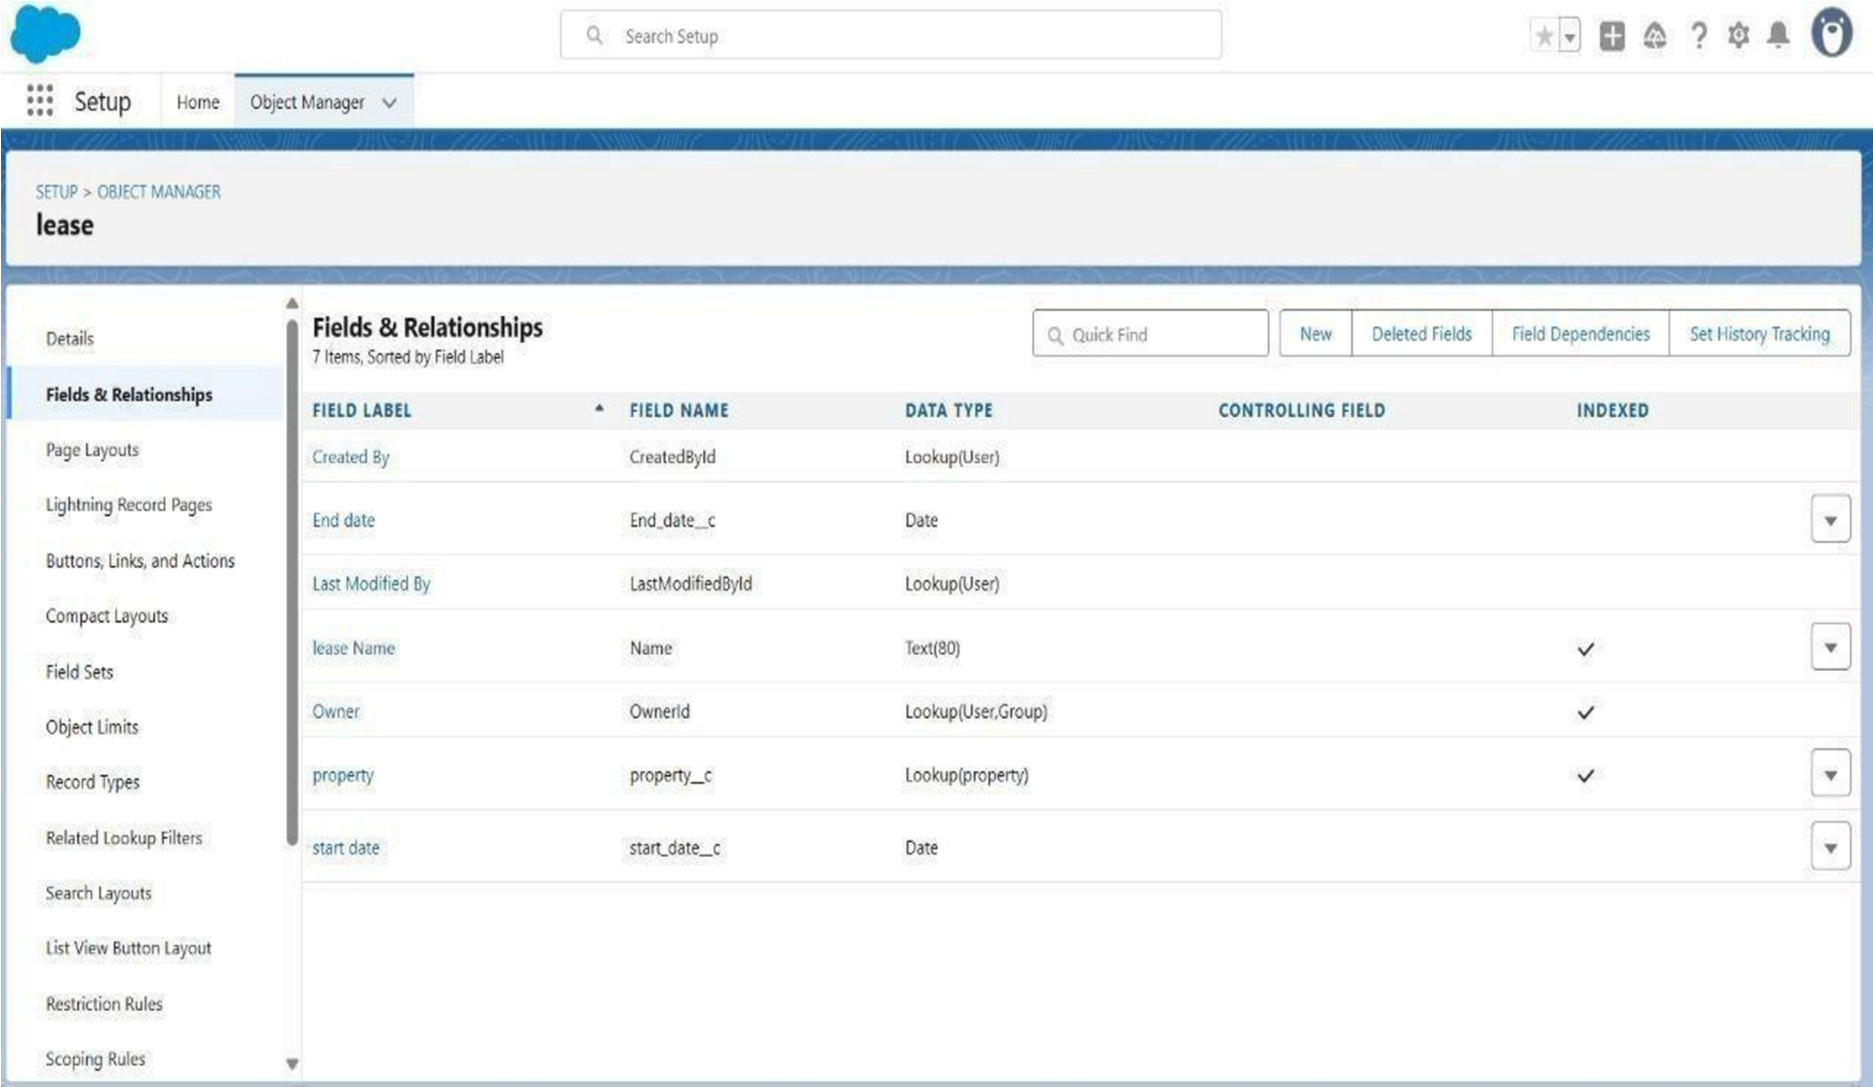 Search Setup
Setup Home Object Manager
SETUP > OBJECT MANAGER
lease
Details
Fields & Relationships
Page Layouts
Lightning Record Pages
Buttons, Links, and Actions
Compact Layouts
Field Sets
Object Limits
Record Types
Related Lookup Filters
Search Layouts
List View Button Layout
Restriction Rules
Scoping Rules
Fields & Relationships
7 Items, Sorted by Field Label
Quick Find New Deleted Fields Field Dependencies Set History Tracking
FIELD LABEL FIELD NAME DATA TYPE CONTROLLING FIELD INDEXED
Created By CreatedById Lookup(User)
End date End_date__c Date
Last Modified By LastModifiedById Lookup(User)
lease Name Name Text(80)
Owner OwnerId Lookup(User,Group)
property property__c Lookup(property)
start date start_date__c Date